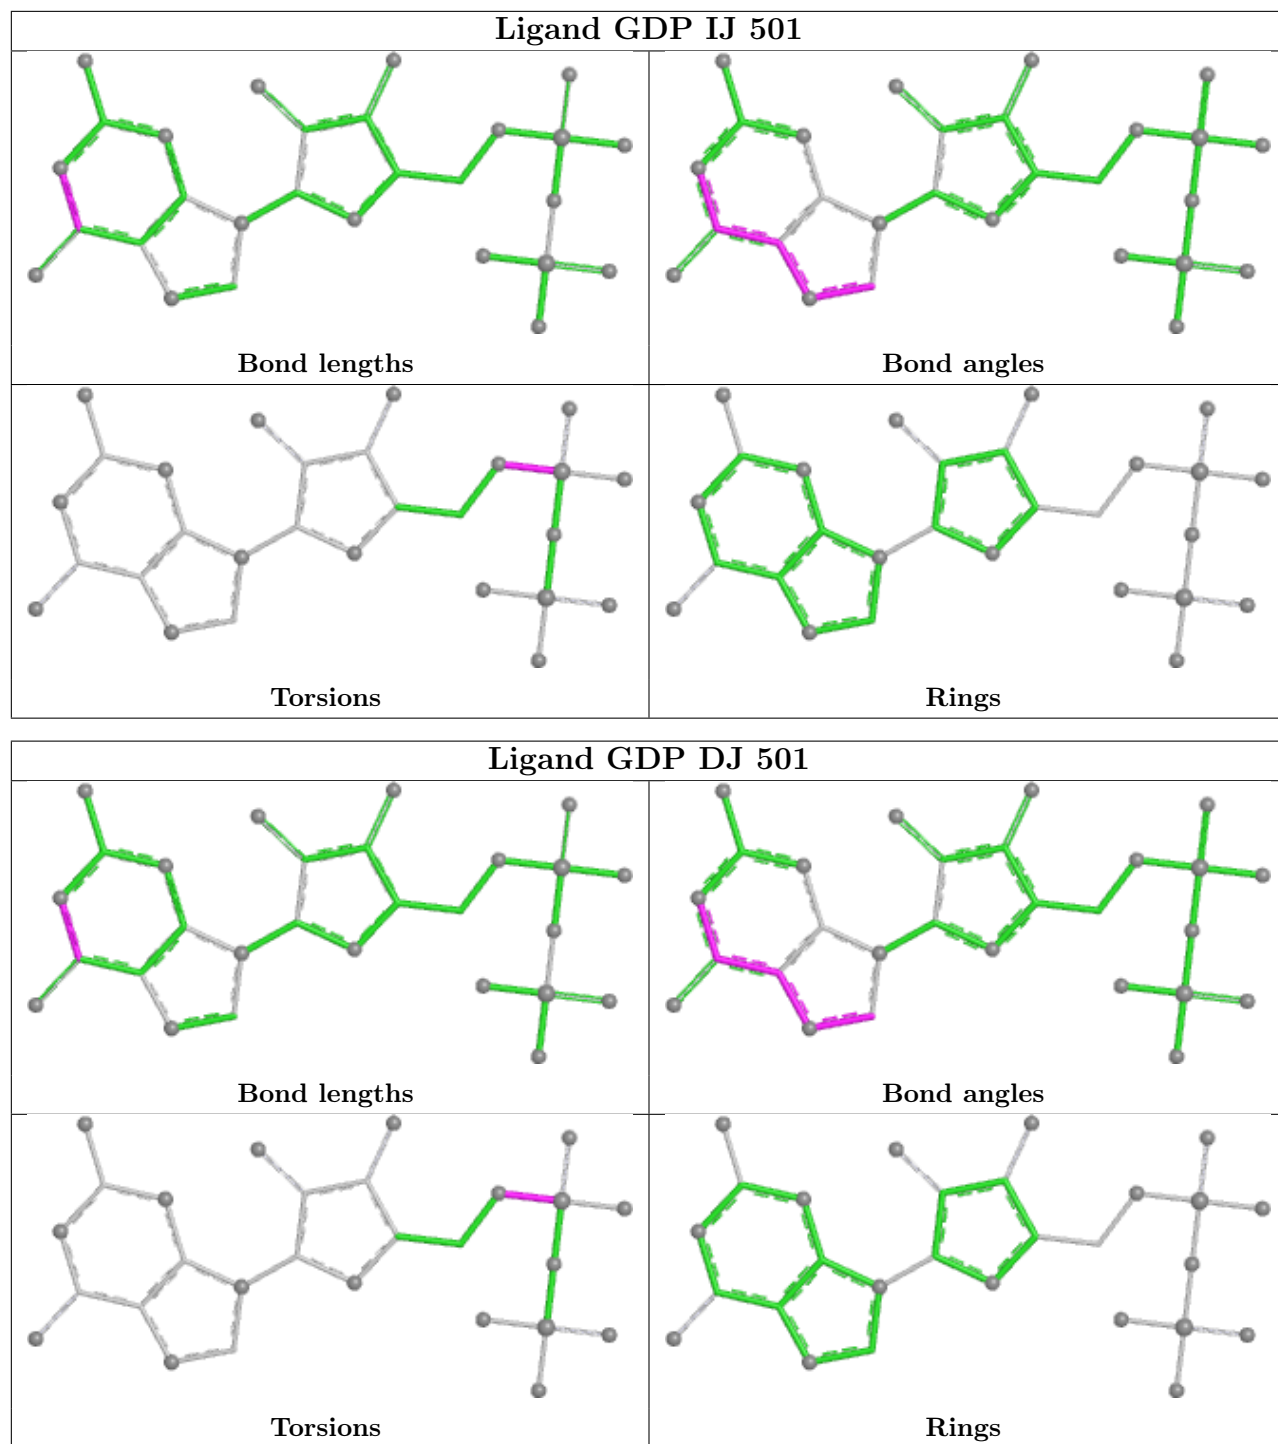 Ligand GDP IJ 501
Bond lengths
Bond angles
Torsions
Rings
Ligand GDP DJ 501
Bond lengths
Bond angles
Torsions
Rings